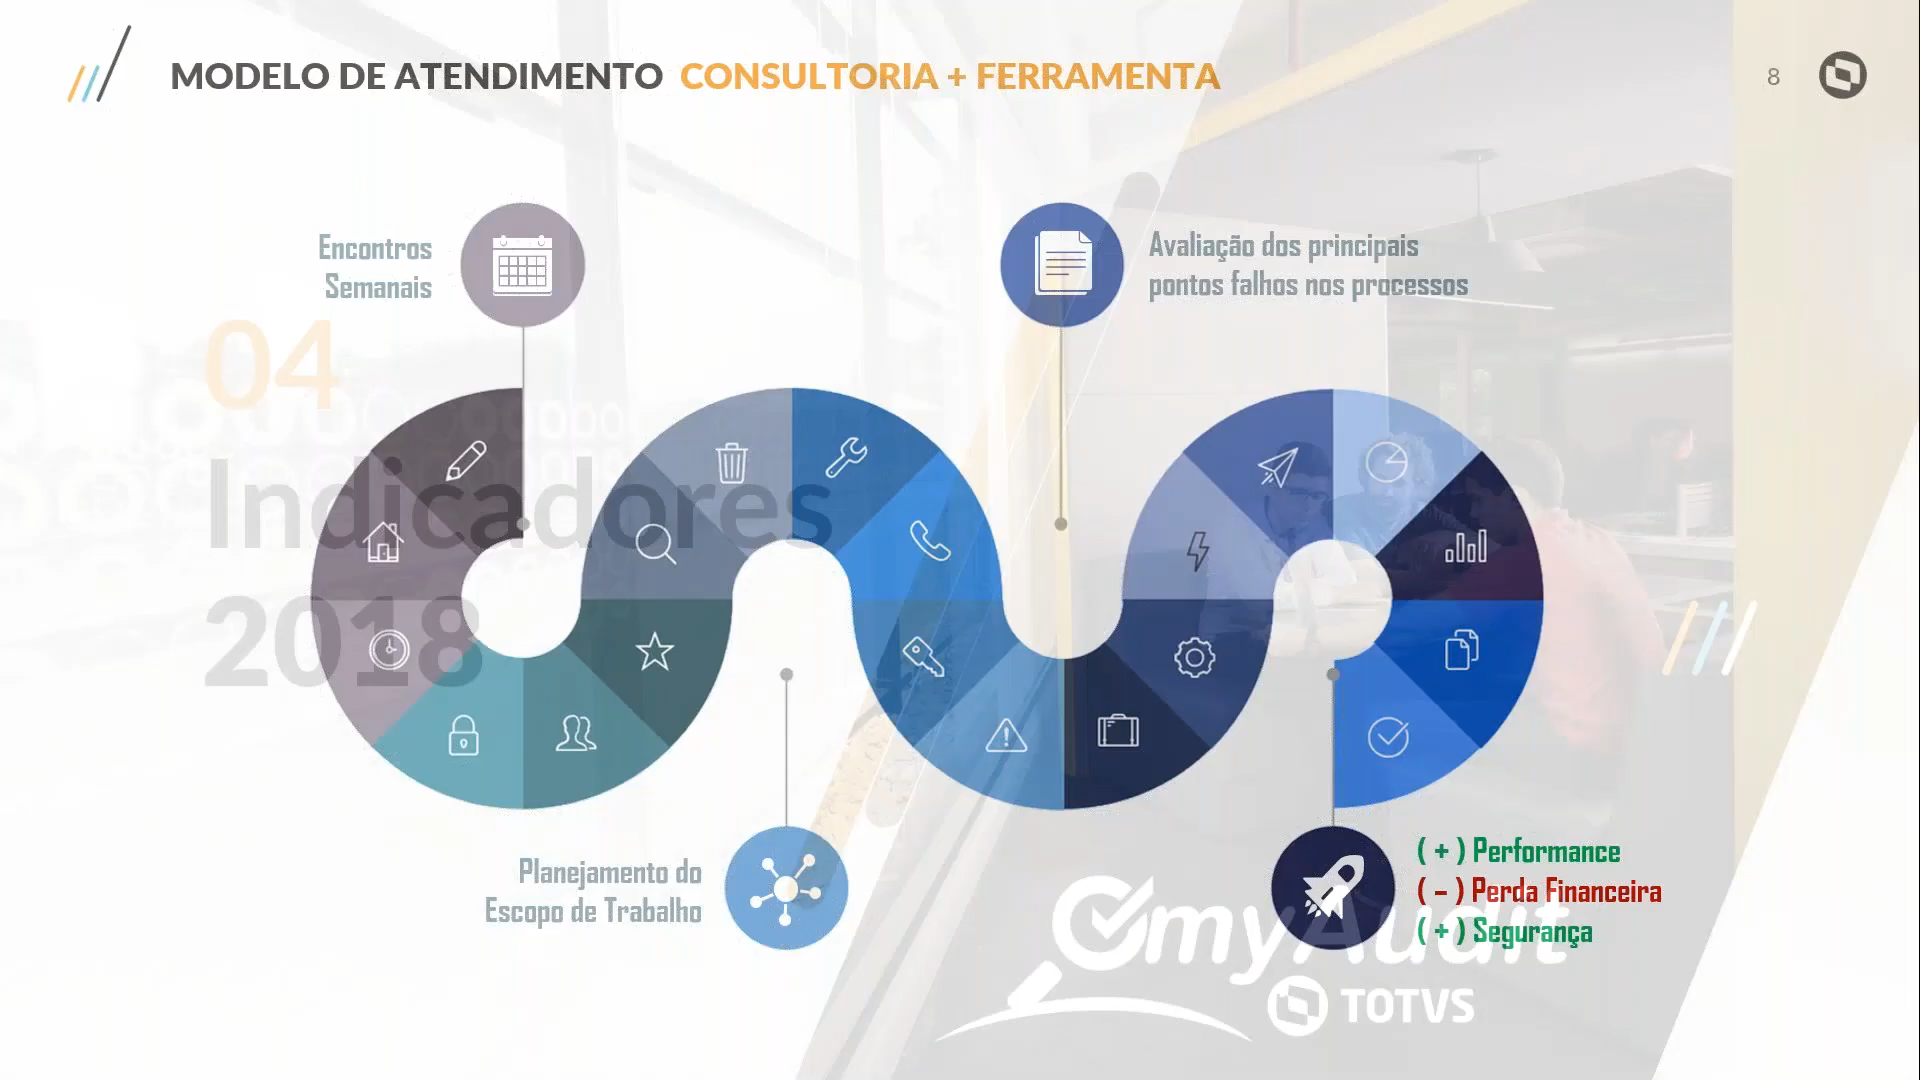 MODELO DE ATENDIMENTO CONSULTORIA + FERRAMENTA
8
Encontros
Semanais
Avaliação dos principais
pontos falhos nos processos
04
Indicadores
2018
Planejamento do
Escopo de Trabalho
( + ) Performance
( – ) Perda Financeira
( + ) Segurança
myAudit
TOTVS